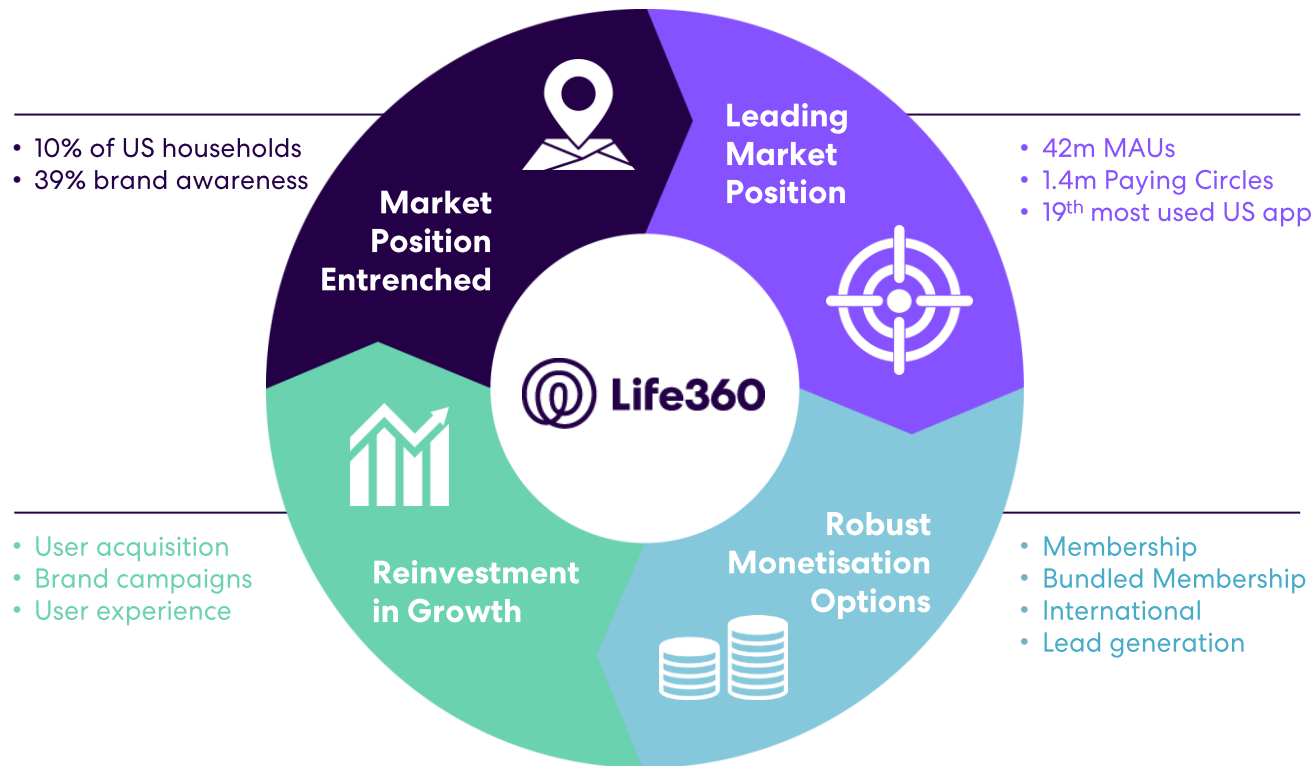 • 10% of US households
• 39% brand awareness
Market
Position
Entrenched
Leading
Market
Position
• 42m MAUs
• 1.4m Paying Circles
• 19th most used US app
Life360
• User acquisition
• Brand campaigns
• User experience
Reinvestment
in Growth
Robust
Monetisation
Options
• Membership
• Bundled Membership
• International
• Lead generation